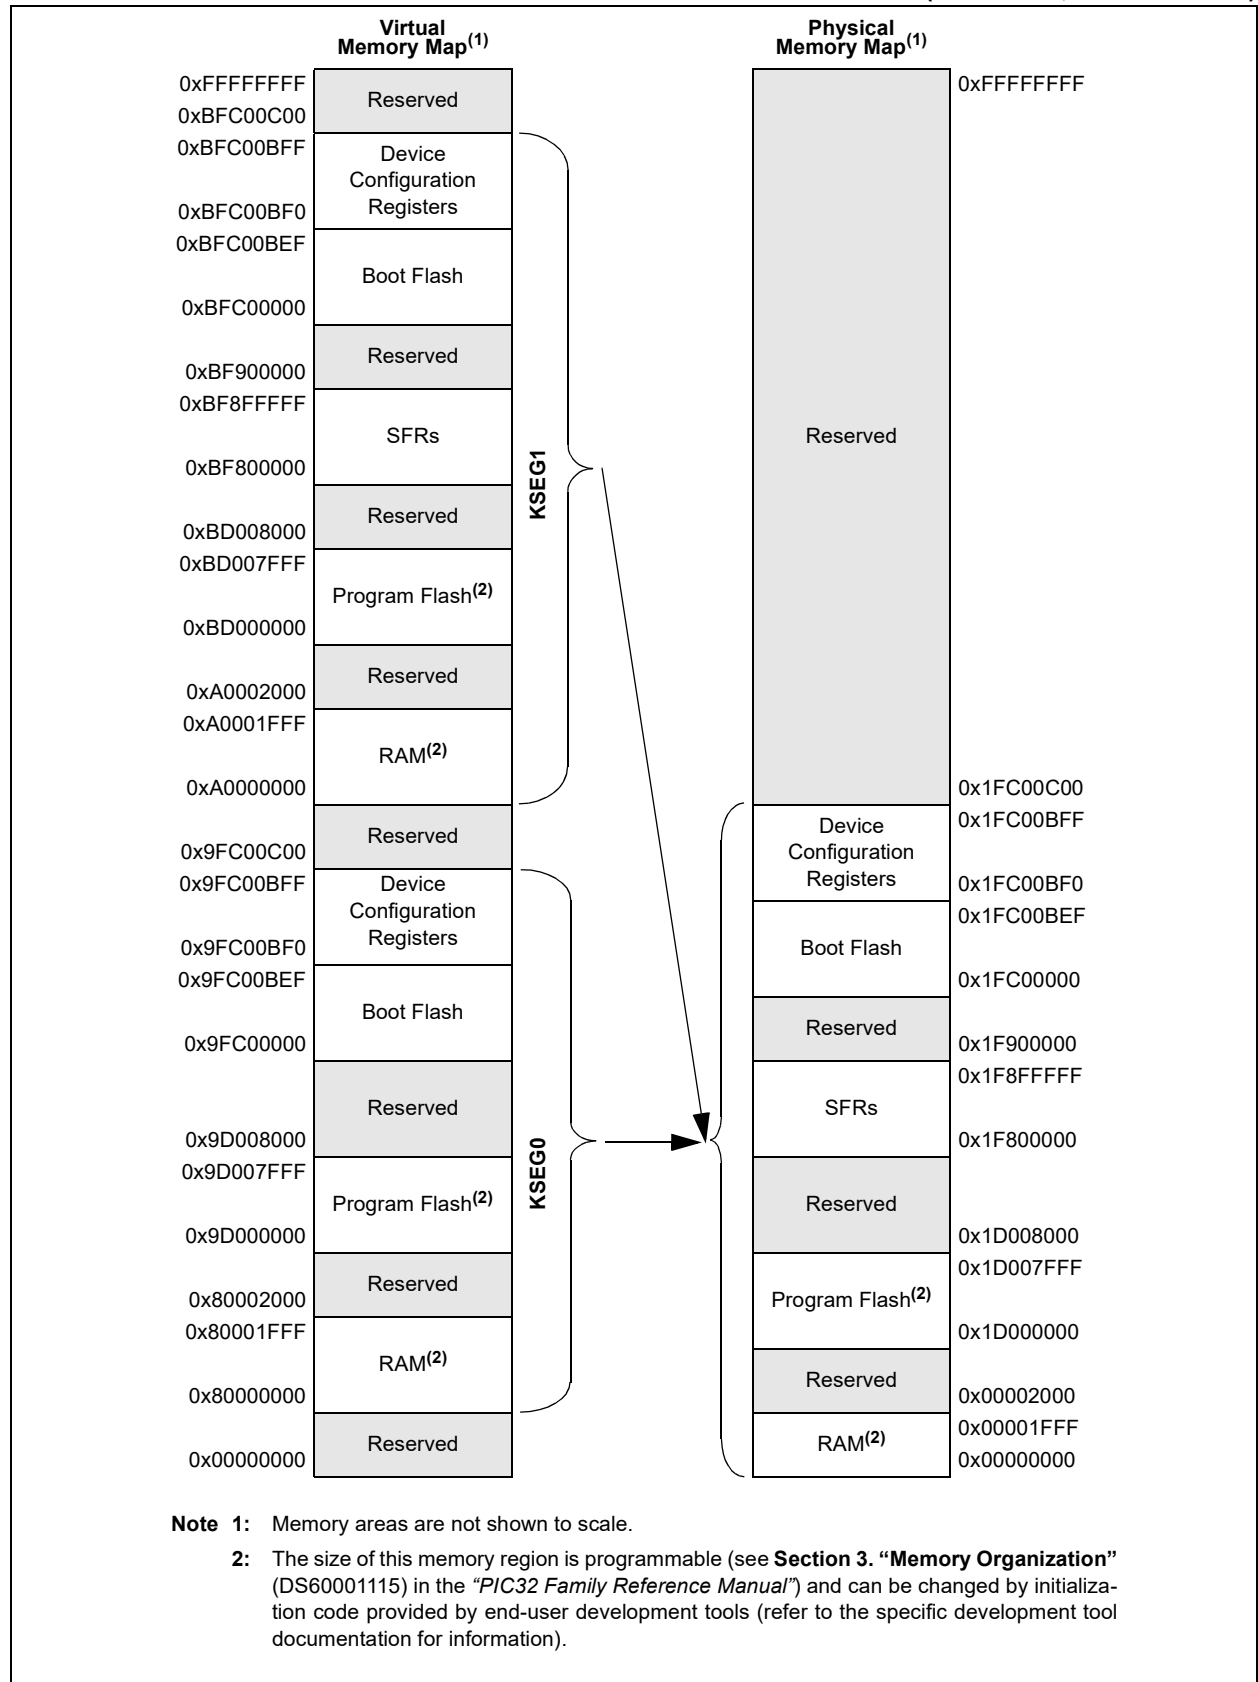 Virtual
Memory Map(1)
0xFFFFFFFF
Reserved
0xBFC00C00
0xBFC00BFF
Device
Configuration
Registers
0xBFC00BF0
0xBFC00BEF
Boot Flash
0xBFC00000
Reserved
0xBF900000
0xBF8FFFFF
SFRs
0xBF800000
Reserved
0xBD008000
0xBD007FFF
Program Flash(2)
0xBD000000
Reserved
0xA0002000
0xA0001FFF
RAM(2)
0xA0000000
KSEG1
Reserved
0x9FC00C00
0x9FC00BFF
Device
Configuration
Registers
0x9FC00BF0
0x9FC00BEF
Boot Flash
0x9FC00000
Reserved
0x9D008000
0x9D007FFF
Program Flash(2)
0x9D000000
Reserved
0x80002000
0x80001FFF
RAM(2)
0x80000000
KSEG0
Reserved
0x00000000
Physical
Memory Map(1)
0xFFFFFFFF
Reserved
0x1FC00C00
0x1FC00BFF
Device
Configuration
Registers
0x1FC00BF0
0x1FC00BEF
Boot Flash
0x1FC00000
Reserved
0x1F900000
0x1F8FFFFF
SFRs
0x1F800000
Reserved
0x1D008000
0x1D007FFF
Program Flash(2)
0x1D000000
Reserved
0x00002000
0x00001FFF
RAM(2)
0x00000000
Note 1: Memory areas are not shown to scale.
2: The size of this memory region is programmable (see Section 3. “Memory Organization”
(DS60001115) in the “PIC32 Family Reference Manual”) and can be changed by initializa-
tion code provided by end-user development tools (refer to the specific development tool
documentation for information).